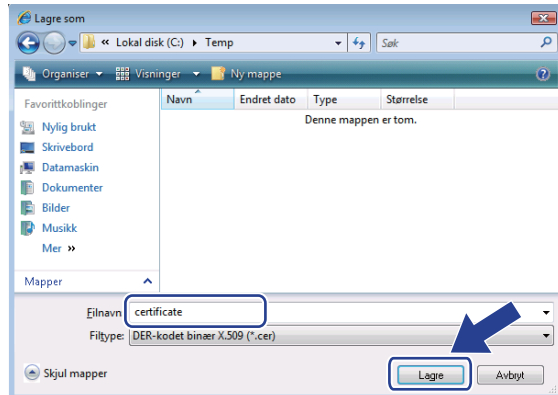 Lagre som
« Lokal disk (C:) ▸ Temp
Søk
Organiser Visninger Ny mappe
Favorittkoblinger
Nylig brukt
Skrivebord
Datamaskin
Dokumenter
Bilder
Musikk
Mer »
Mapper
Navn Endret dato Type Størrelse
Denne mappen er tom.
Filnavn certificate
Filtype: DER-kodet binær X.509 (*.cer)
Skjul mapper
Lagre Avbryt